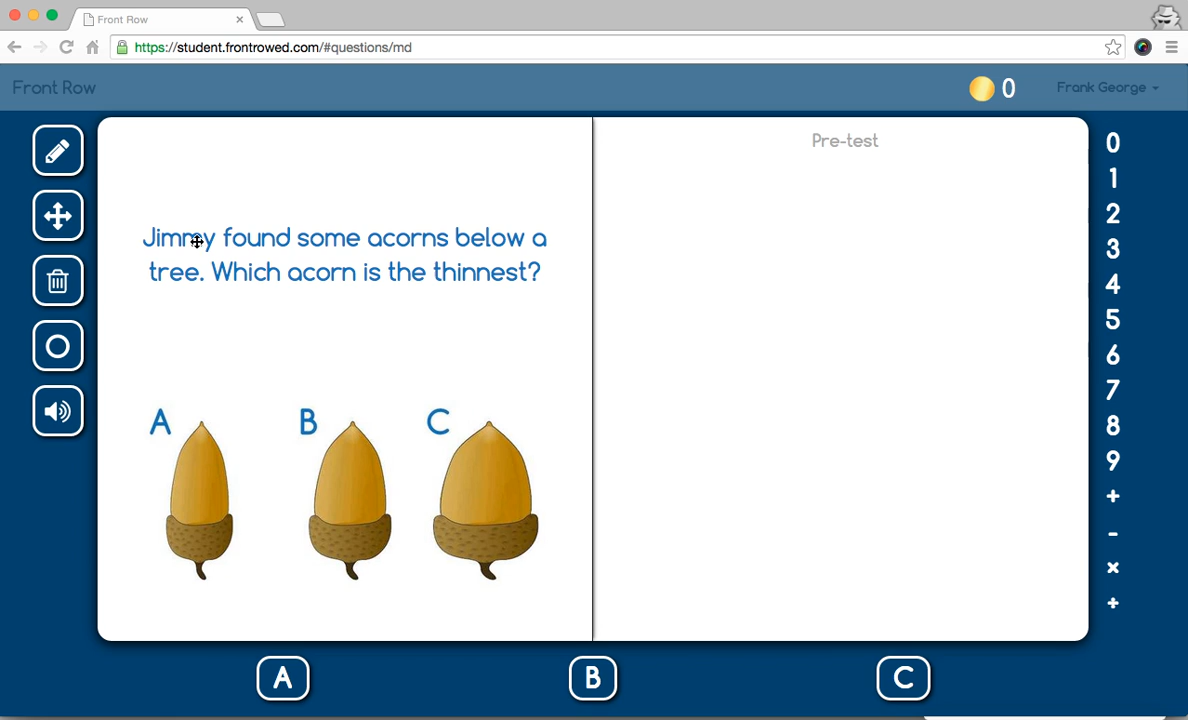 Front Row
https://student.frontrowed.com/#questions/md
Front Row
0
Frank George
Jimmy found some acorns below a
tree. Which acorn is the thinnest?
A
B
C
Pre-test
0
1
2
3
4
5
6
7
8
9
+
-
×
÷
A
B
C